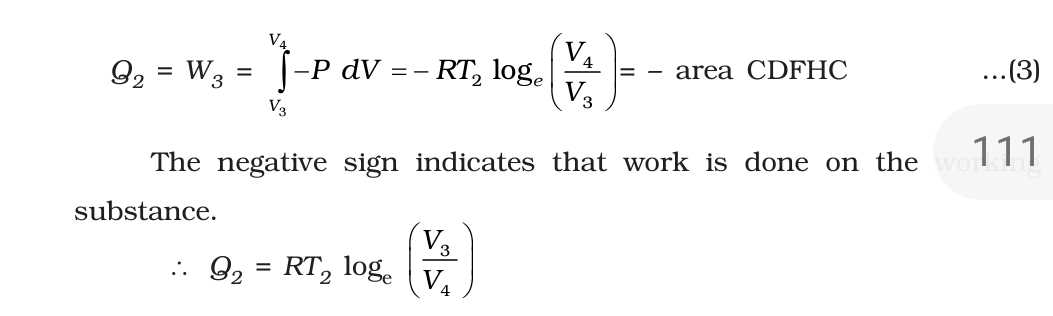 Q₂ = W₃ = ∫_{V₃}^{V₄} –P dV = – RT₂ logₑ (V₄/V₃) = – area CDFHC ...(3)
111
The negative sign indicates that work is done on the working
substance.
∴ Q₂ = RT₂ logₑ (V₃/V₄)